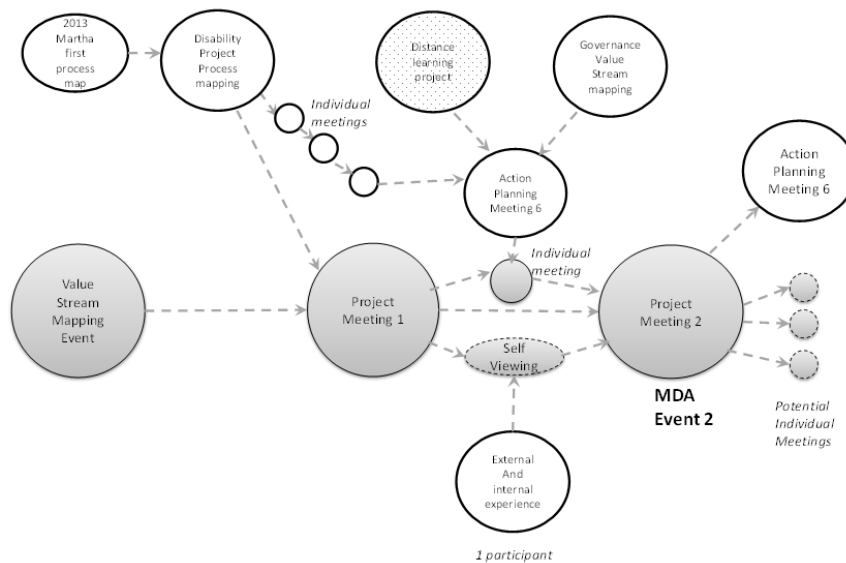 2013
Martha
first
process
map
Disability
Project
Process
mapping
Individual
meetings
Distance
learning
project
Governance
Value
Stream
mapping
Action
Planning
Meeting 6
Action
Planning
Meeting 6
Value
Stream
Mapping
Event
Project
Meeting 1
Individual
meeting
Self
Viewing
Project
Meeting 2
MDA
Event 2
Potential
Individual
Meetings
External
And
internal
experience
1 participant